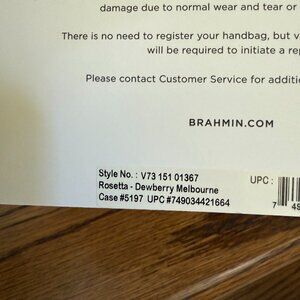 damage due to normal wear and tear or
There is no need to register your handbag, but
will be required to initiate a
Please contact Customer Service for
BRAHMIN.COM
Style No. : V73 151 01367
UPC :
Rosetta - Dewberry Melbourne
Case #5197 UPC #749034421664
7